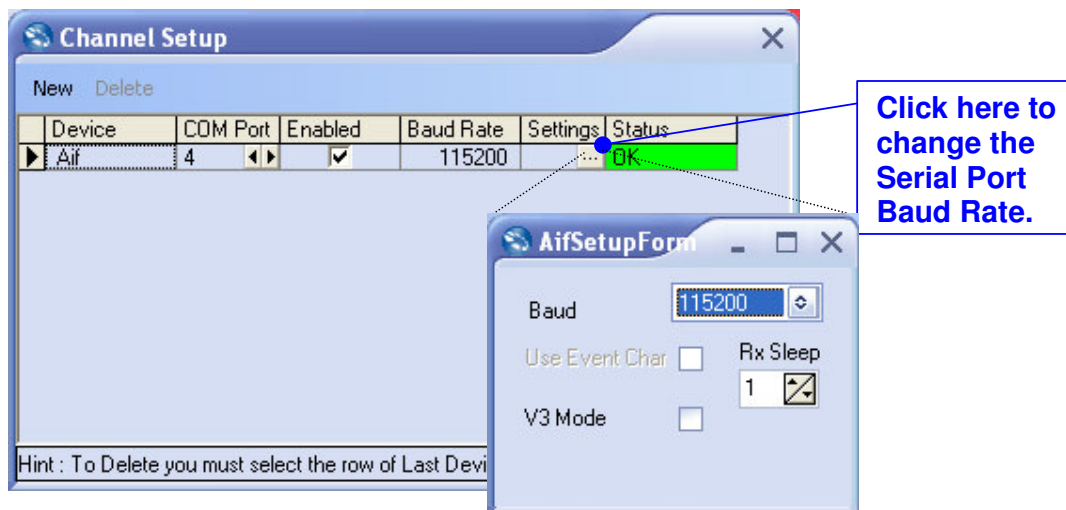 Channel Setup
New Delete
Device COM Port Enabled Baud Rate Settings Status
Aif 4 115200 ... OK
Click here to
change the
Serial Port
Baud Rate.
AifSetupForm
Baud 115200
Use Event Char Rx Sleep
1
V3 Mode
Hint : To Delete you must select the row of Last Devi